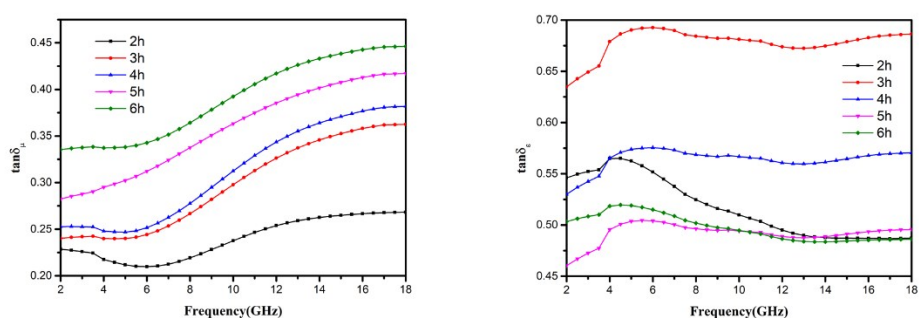 0.45
0.40
0.35
0.30
0.25
0.20
tanδμ
2h
3h
4h
5h
6h
2 4 6 8 10 12 14 16 18
Frequency(GHz)
0.70
0.65
0.60
0.55
0.50
0.45
tanδε
2h
3h
4h
5h
6h
2 4 6 8 10 12 14 16 18
Frequency(GHz)